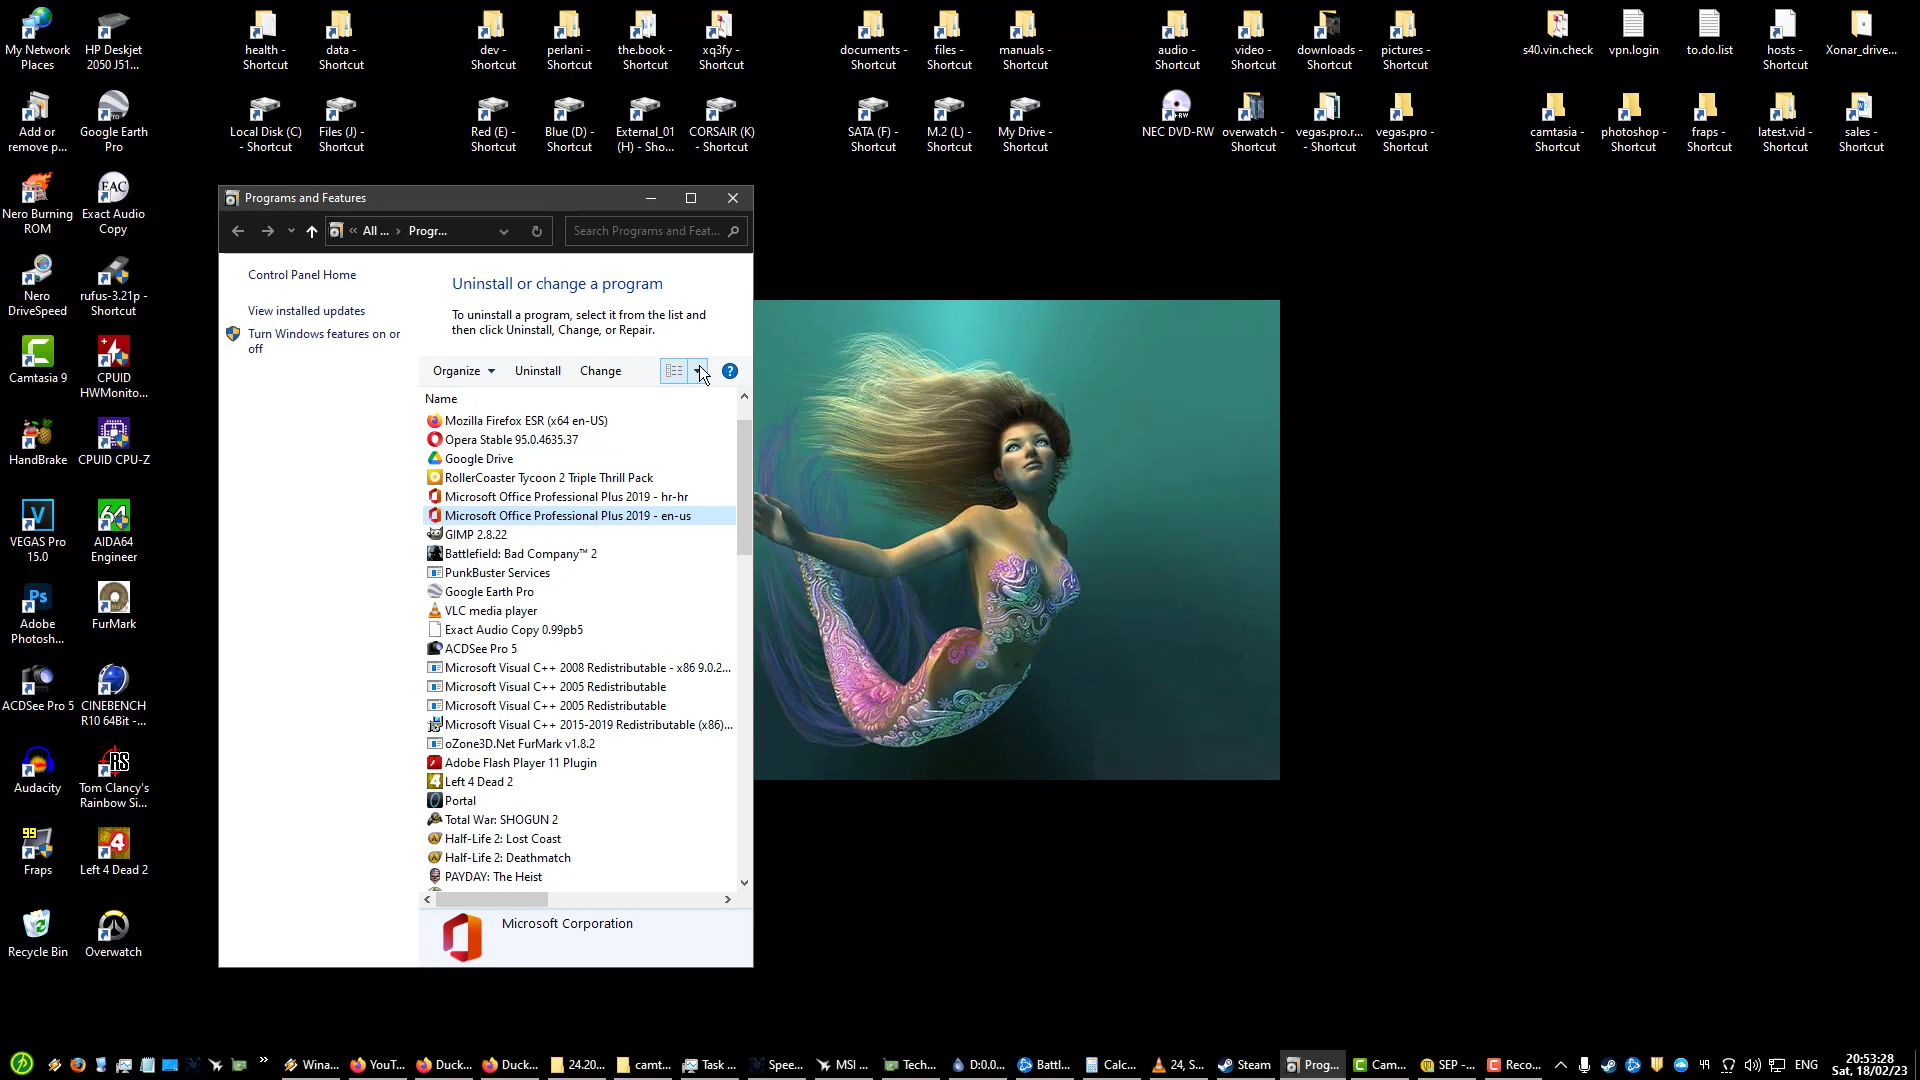 My Network
Places
HP Deskjet
2050 J51...
health -
Shortcut
data -
Shortcut
dev -
Shortcut
perlani -
Shortcut
the.book -
Shortcut
xq3fy -
Shortcut
documents -
Shortcut
files -
Shortcut
manuals -
Shortcut
audio -
Shortcut
video -
Shortcut
downloads -
Shortcut
pictures -
Shortcut
s40.vin.check
vpn.login
to.do.list
hosts -
Shortcut
Xonar_drive...
Add or
remove p...
Google Earth
Pro
Local Disk (C)
- Shortcut
Files (J) -
Shortcut
Red (E) -
Shortcut
Blue (D) -
Shortcut
External_01
(H) - Sho...
CORSAIR (K)
- Shortcut
SATA (F) -
Shortcut
M.2 (L) -
Shortcut
My Drive -
Shortcut
NEC DVD-RW
overwatch -
Shortcut
vegas.pro.r...
- Shortcut
vegas.pro -
Shortcut
camtasia -
Shortcut
photoshop -
Shortcut
fraps -
Shortcut
latest.vid -
Shortcut
sales -
Shortcut
Nero Burning
ROM
Exact Audio
Copy
Nero
DriveSpeed
rufus-3.21p -
Shortcut
Camtasia 9
CPUID
HWMonito...
HandBrake
CPUID CPU-Z
VEGAS Pro
15.0
AIDA64
Engineer
Adobe
Photosh...
FurMark
ACDSee Pro 5
CINEBENCH
R10 64Bit -...
Audacity
Tom Clancy's
Rainbow Si...
Fraps
Left 4 Dead 2
Recycle Bin
Overwatch
Programs and Features
All ...
Progr...
Search Programs and Feat...
Control Panel Home
View installed updates
Turn Windows features on or
off
Uninstall or change a program
To uninstall a program, select it from the list and
then click Uninstall, Change, or Repair.
Organize
Uninstall
Change
Name
Mozilla Firefox ESR (x64 en-US)
Opera Stable 95.0.4635.37
Google Drive
RollerCoaster Tycoon 2 Triple Thrill Pack
Microsoft Office Professional Plus 2019 - hr-hr
Microsoft Office Professional Plus 2019 - en-us
GIMP 2.8.22
Battlefield: Bad Company™ 2
PunkBuster Services
Google Earth Pro
VLC media player
Exact Audio Copy 0.99pb5
ACDSee Pro 5
Microsoft Visual C++ 2008 Redistributable - x86 9.0.2...
Microsoft Visual C++ 2005 Redistributable
Microsoft Visual C++ 2005 Redistributable
Microsoft Visual C++ 2015-2019 Redistributable (x86)...
oZone3D.Net FurMark v1.8.2
Adobe Flash Player 11 Plugin
Left 4 Dead 2
Portal
Total War: SHOGUN 2
Half-Life 2: Lost Coast
Half-Life 2: Deathmatch
PAYDAY: The Heist
Microsoft Corporation
Wina...
YouT...
Duck...
Duck...
24.20...
camt...
Task ...
Spee...
MSI ...
Tech...
D:0.0...
Battl...
Calc...
24, S...
Steam
Prog...
Cam...
SEP -...
Reco...
ENG
20:53:28
Sat, 18/02/23